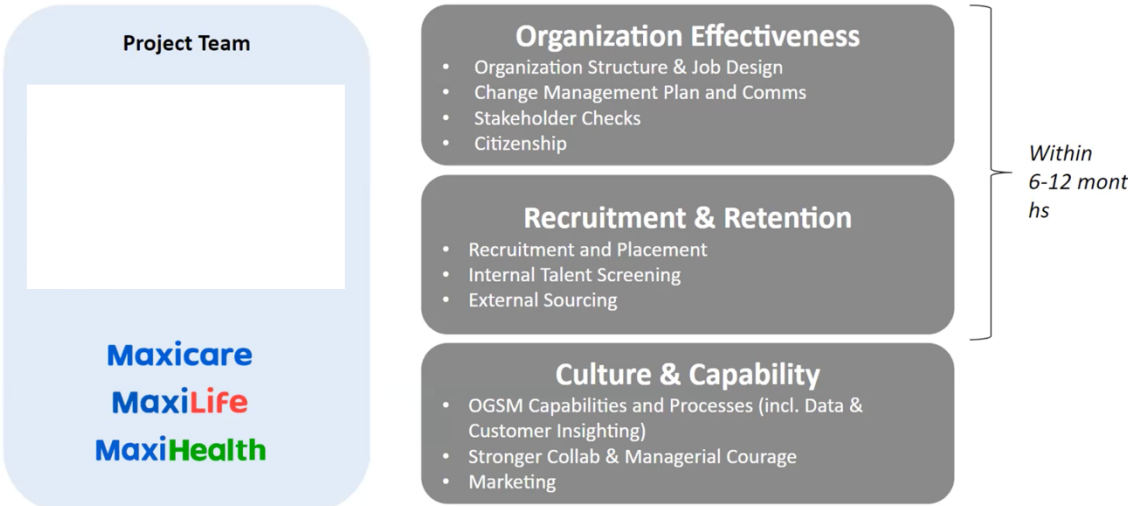 Project Team
Maxicare
MaxiLife
MaxiHealth
Organization Effectiveness
• Organization Structure & Job Design
• Change Management Plan and Comms
• Stakeholder Checks
• Citizenship
Recruitment & Retention
• Recruitment and Placement
• Internal Talent Screening
• External Sourcing
Culture & Capability
• OGSM Capabilities and Processes (incl. Data &
Customer Insighting)
• Stronger Collab & Managerial Courage
• Marketing
Within
6-12 mont
hs